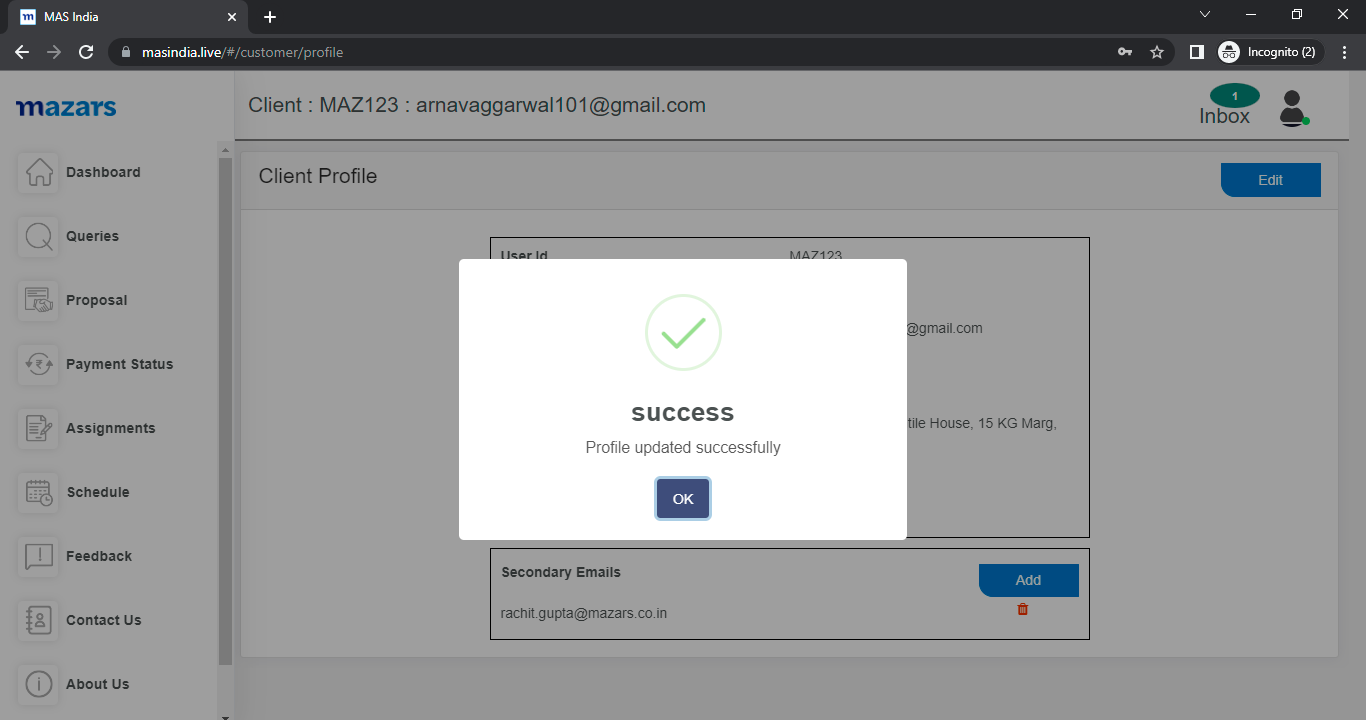 MAS India
masindia.live/#/customer/profile
Incognito (2)
mazars
Client : MAZ123 : arnavaggarwal101@gmail.com
1
Inbox
Dashboard
Queries
Proposal
Payment Status
Assignments
Schedule
Feedback
Contact Us
About Us
Client Profile
Edit
User Id MAZ123
@gmail.com
tile House, 15 KG Marg,
success
Profile updated successfully
OK
Secondary Emails
Add
rachit.gupta@mazars.co.in